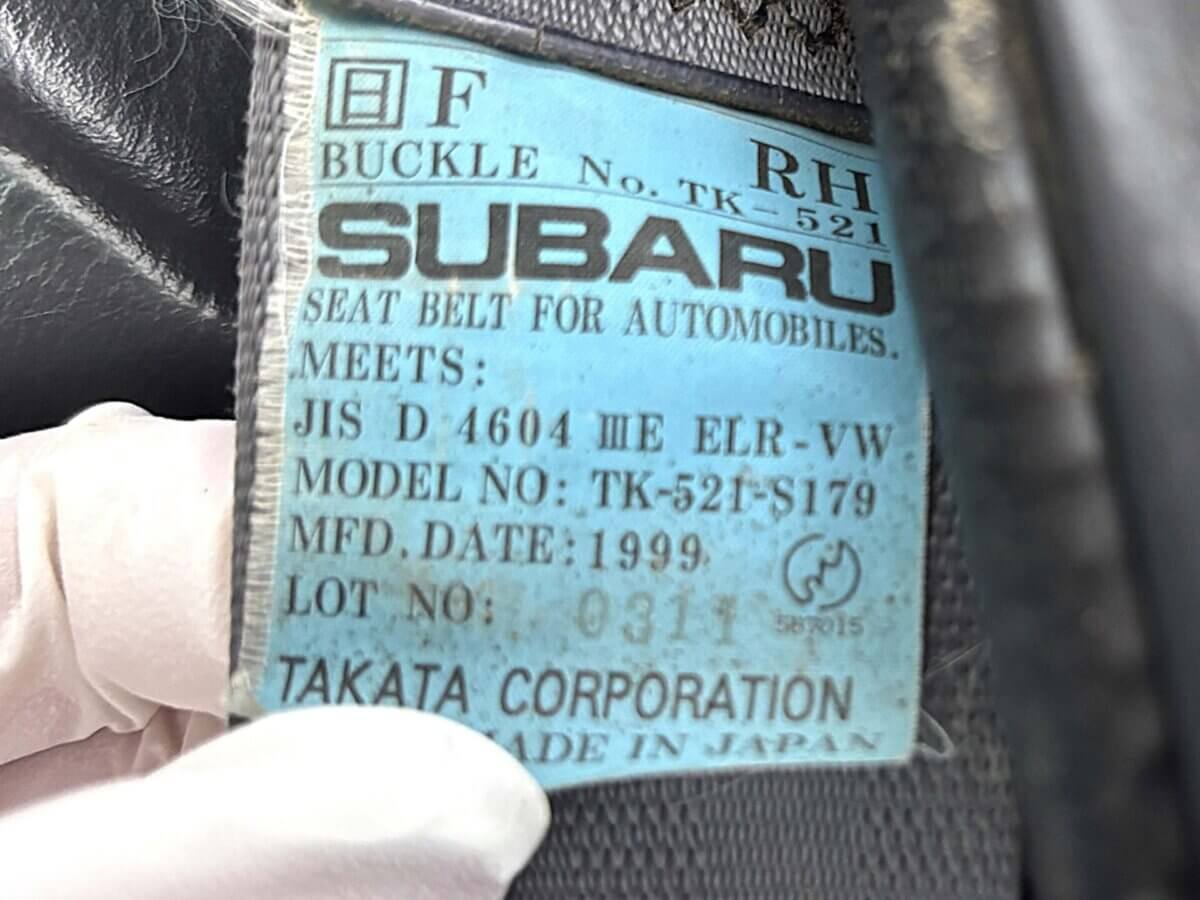 日 F
RH
BUCKLE No. TK-521
SUBARU
SEAT BELT FOR AUTOMOBILES.
MEETS:
JIS D 4604 ⅢE ELR-VW
MODEL NO: TK-521-S179
MFD. DATE: 1999
LOT NO: 0311
TAKATA CORPORATION
IN JAPAN